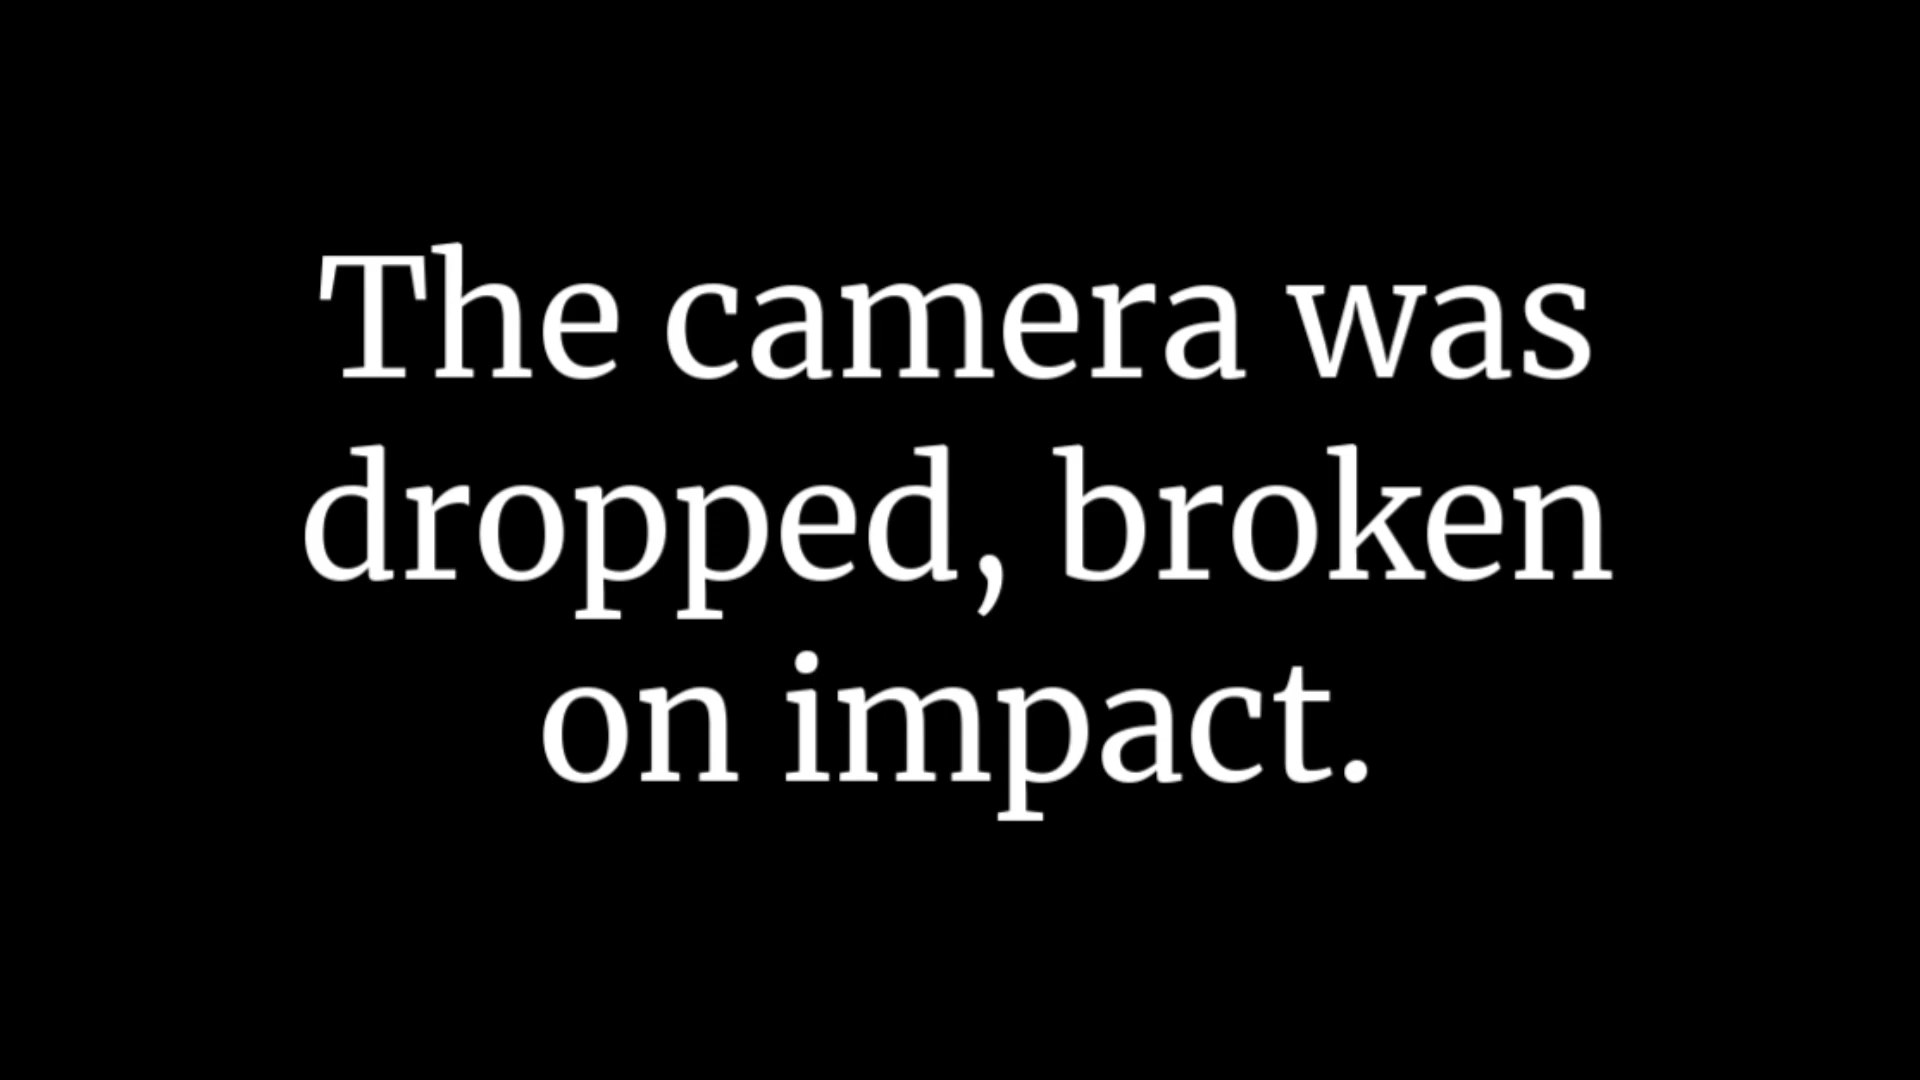 The camera was
dropped, broken
on impact.